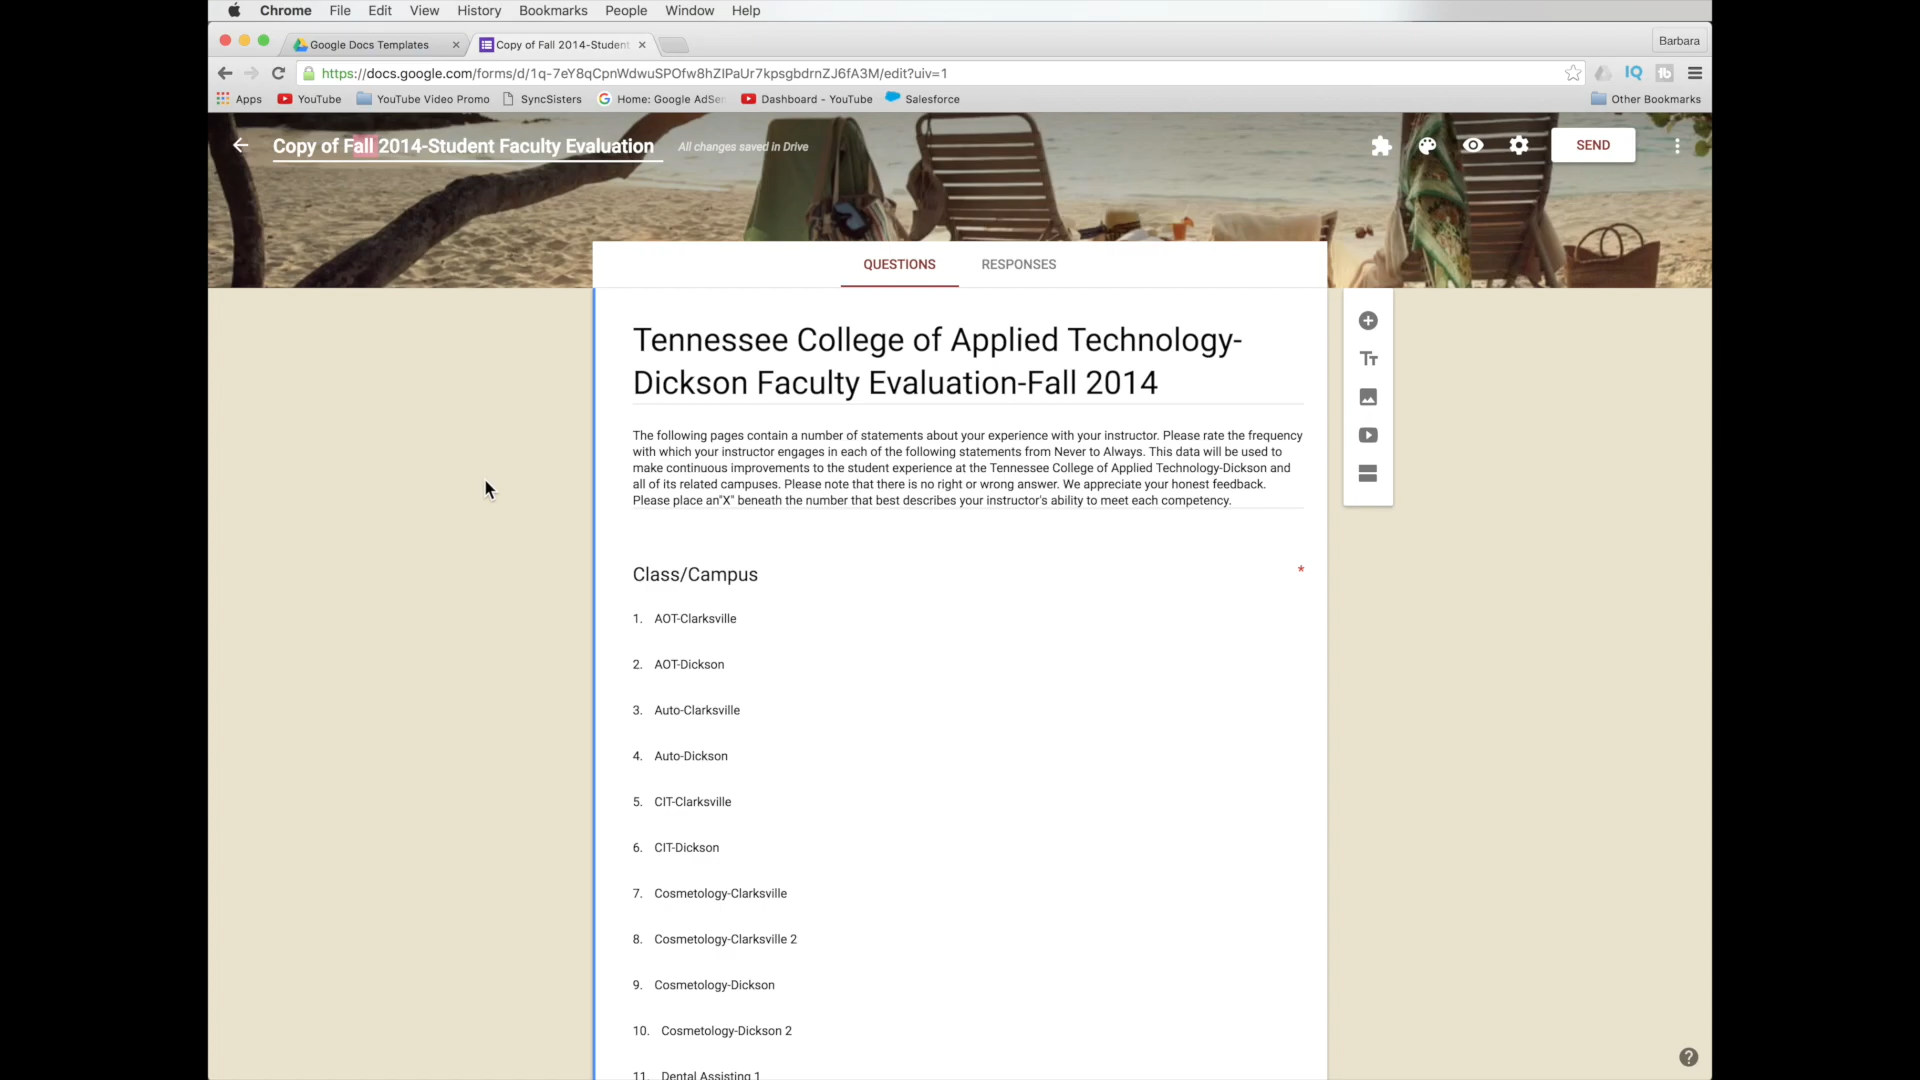 Chrome File Edit View History Bookmarks People Window Help
Google Docs Templates Copy of Fall 2014-Student Barbara
https://docs.google.com/forms/d/1q-7eY8qCpnWdwuSPOfw8hZIPaUr7kpsgbdrnZJ6fA3M/edit?uiv=1
Apps YouTube YouTube Video Promo SyncSisters Home: Google AdSen Dashboard - YouTube Salesforce Other Bookmarks
Copy of Fall 2014-Student Faculty Evaluation All changes saved in Drive SEND
QUESTIONS RESPONSES
Tennessee College of Applied Technology-
Dickson Faculty Evaluation-Fall 2014
The following pages contain a number of statements about your experience with your instructor. Please rate the frequency
with which your instructor engages in each of the following statements from Never to Always. This data will be used to
make continuous improvements to the student experience at the Tennessee College of Applied Technology-Dickson and
all of its related campuses. Please note that there is no right or wrong answer. We appreciate your honest feedback.
Please place an"X" beneath the number that best describes your instructor's ability to meet each competency.
Class/Campus *
1. AOT-Clarksville
2. AOT-Dickson
3. Auto-Clarksville
4. Auto-Dickson
5. CIT-Clarksville
6. CIT-Dickson
7. Cosmetology-Clarksville
8. Cosmetology-Clarksville 2
9. Cosmetology-Dickson
10. Cosmetology-Dickson 2
11. Dental Assisting 1